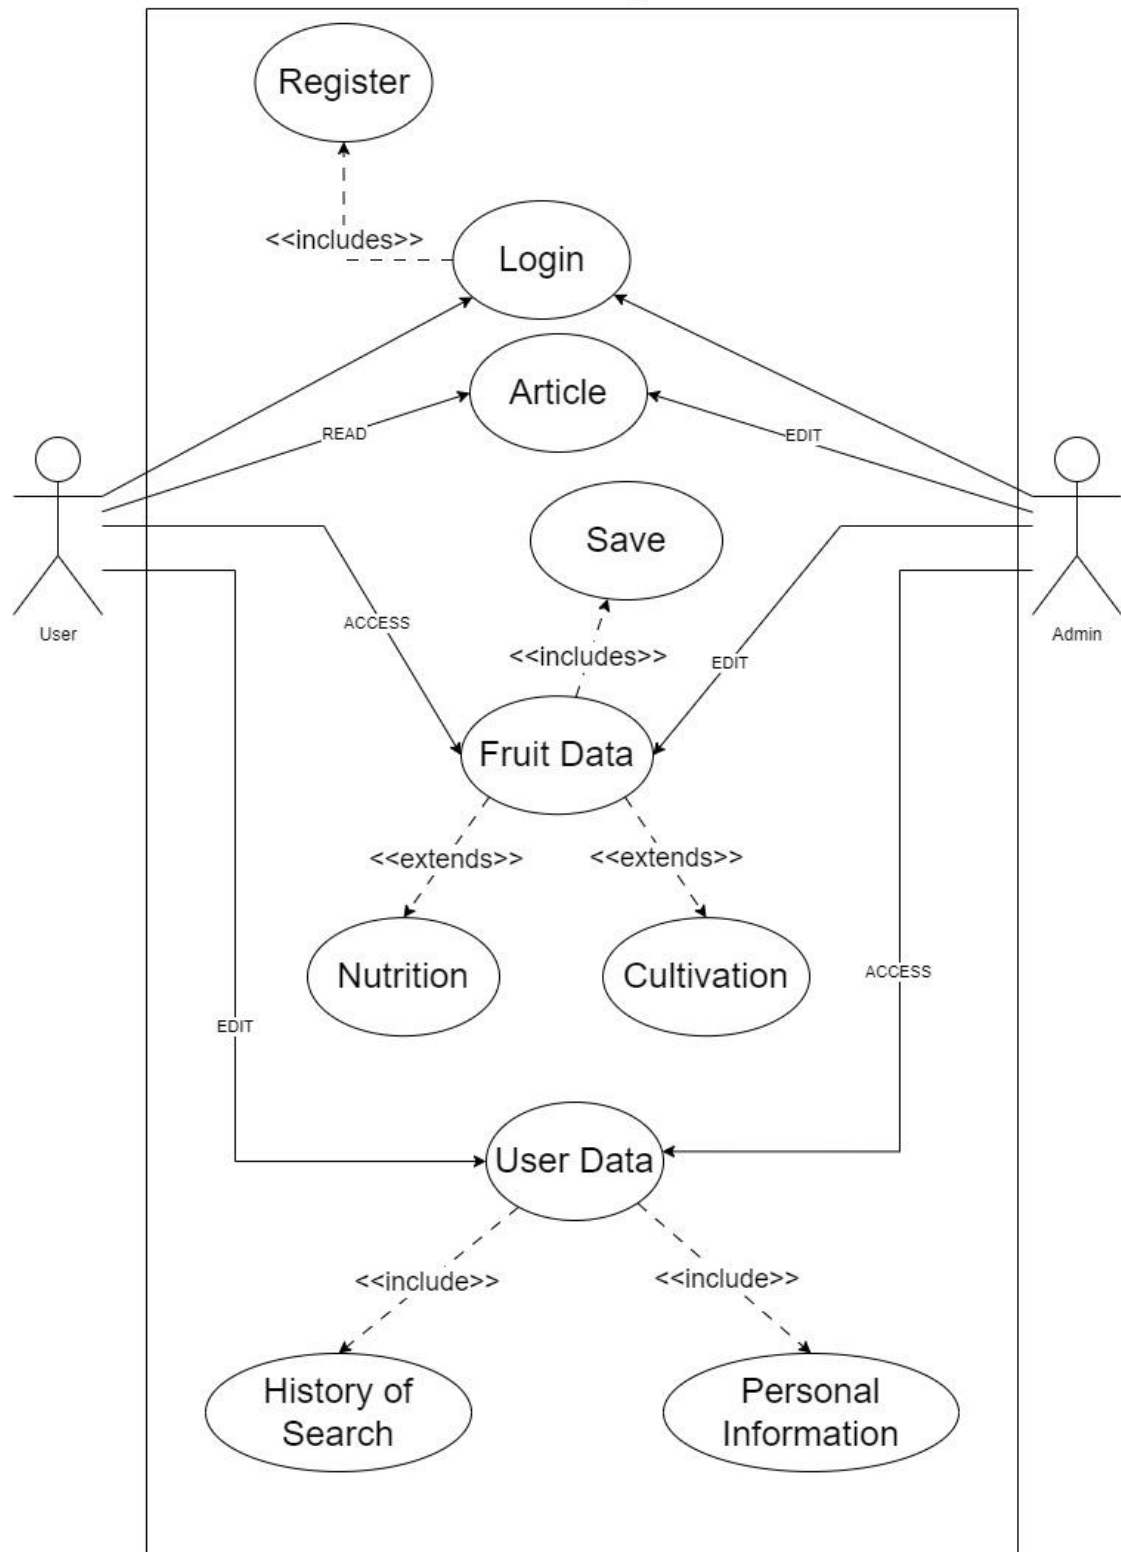 Register
<<includes>>
Login
Article
READ
EDIT
Save
User
ACCESS
<<includes>>
EDIT
Admin
Fruit Data
<<extends>>
<<extends>>
Nutrition
Cultivation
ACCESS
EDIT
User Data
<<include>>
<<include>>
History of
Search
Personal
Information